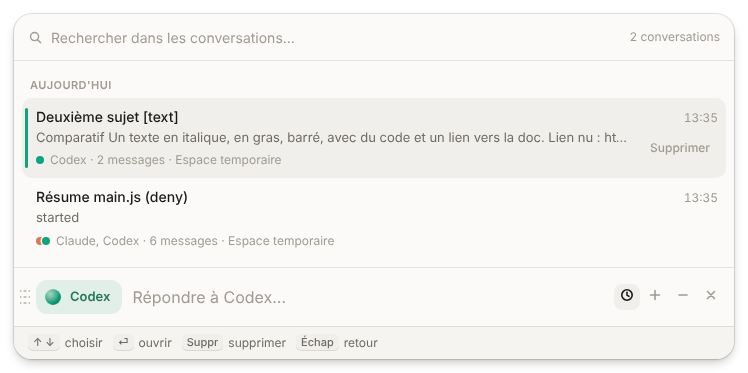 Rechercher dans les conversations...
2 conversations
AUJOURD'HUI
Deuxième sujet [text]
13:35
Comparatif Un texte en italique, en gras, barré, avec du code et un lien vers la doc. Lien nu : ht...
Supprimer
Codex · 2 messages · Espace temporaire
Résume main.js (deny)
13:35
started
Claude, Codex · 6 messages · Espace temporaire
Codex
Répondre à Codex...
↑ ↓ choisir ⏎ ouvrir Suppr supprimer Échap retour